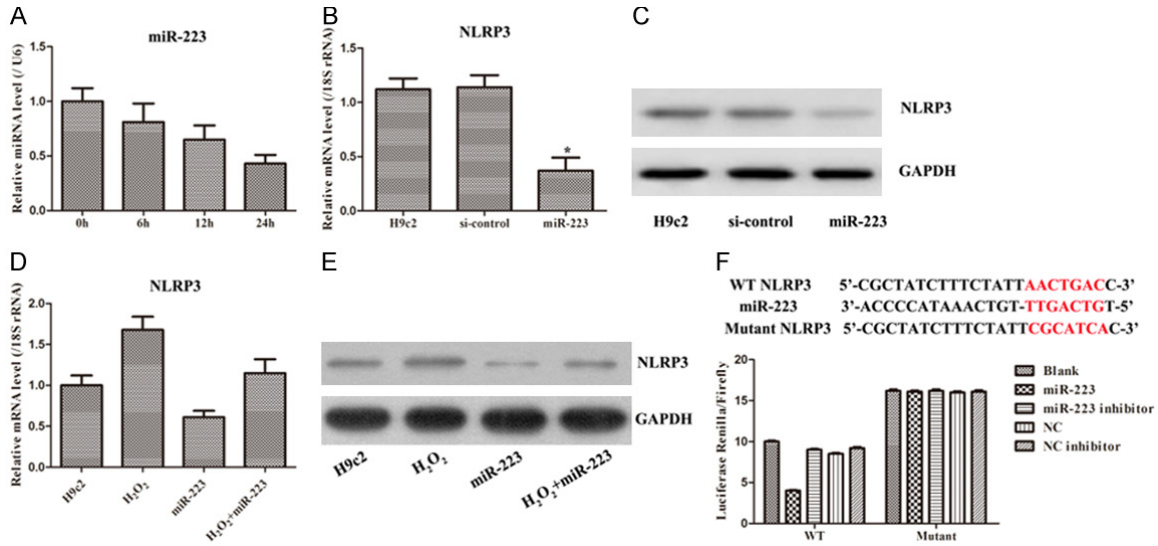 A
miR-223
Relative miRNA level (/ U6)
1.5
1.0
0.5
0.0
0h 6h 12h 24h
B
NLRP3
Relative mRNA level (/18S rRNA)
1.5
1.0
0.5
0.0
*
H9c2 si-control miR-223
C
NLRP3
GAPDH
H9c2 si-control miR-223
D
NLRP3
Relative mRNA level (/18S rRNA)
2.0
1.5
1.0
0.5
0.0
H9c2 H₂O₂ miR-223 H₂O₂+miR-223
E
NLRP3
GAPDH
H9c2 H₂O₂ miR-223 H₂O₂+miR-223
F
WT NLRP3 5’-CGCTATCTTTCTATTAACTGACC-3’
miR-223 3’-ACCCCATAAACTGT-TTGACTGT-5’
Mutant NLRP3 5’-CGCTATCTTTCTATTCGCATCAC-3’
Luciferase Renilla/Firefly
20
15
10
5
0
WT Mutant
Blank
miR-223
miR-223 inhibitor
NC
NC inhibitor